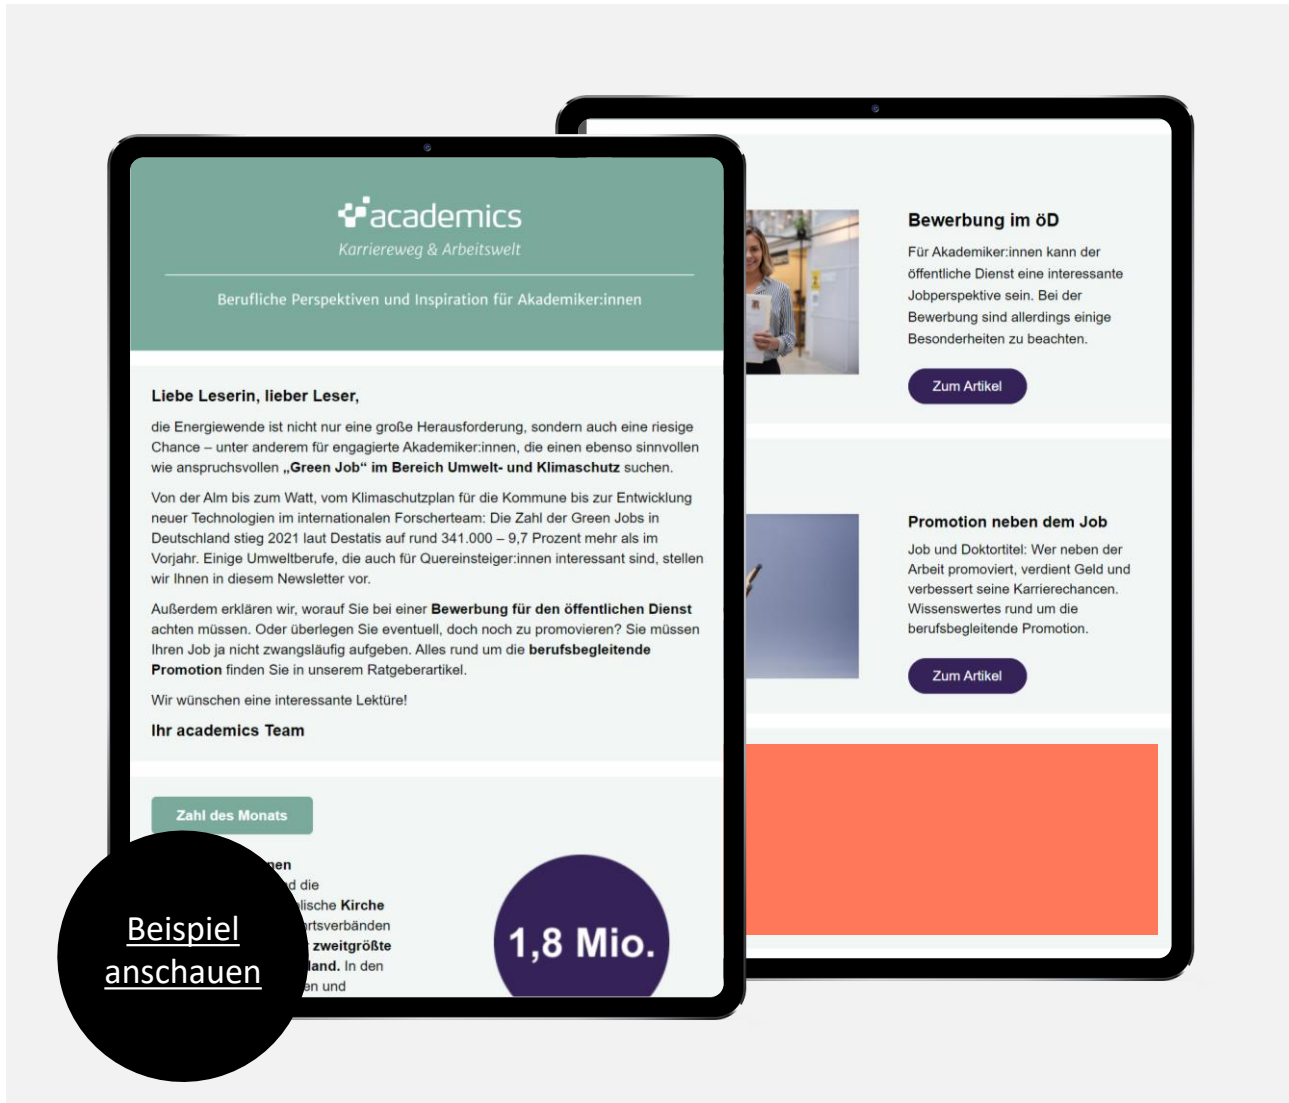 academics
Karriereweg & Arbeitswelt
Berufliche Perspektiven und Inspiration für Akademiker:innen
Liebe Leserin, lieber Leser,
die Energiewende ist nicht nur eine große Herausforderung, sondern auch eine riesige
Chance – unter anderem für engagierte Akademiker:innen, die einen ebenso sinnvollen
wie anspruchsvollen „Green Job“ im Bereich Umwelt- und Klimaschutz suchen.
Von der Alm bis zum Watt, vom Klimaschutzplan für die Kommune bis zur Entwicklung
neuer Technologien im internationalen Forscherteam: Die Zahl der Green Jobs in
Deutschland stieg 2021 laut Destatis auf rund 341.000 – 9,7 Prozent mehr als im
Vorjahr. Einige Umweltberufe, die auch für Quereinsteiger:innen interessant sind, stellen
wir Ihnen in diesem Newsletter vor.
Außerdem erklären wir, worauf Sie bei einer Bewerbung für den öffentlichen Dienst
achten müssen. Oder überlegen Sie eventuell, doch noch zu promovieren? Sie müssen
Ihren Job ja nicht zwangsläufig aufgeben. Alles rund um die berufsbegleitende
Promotion finden Sie in unserem Ratgeberartikel.
Wir wünschen eine interessante Lektüre!
Ihr academics Team
Zahl des Monats
die
Kirche
zweitgrößte
In den
und
1,8 Mio.
Beispiel
anschauen
Bewerbung im öD
Für Akademiker:innen kann der
öffentliche Dienst eine interessante
Jobperspektive sein. Bei der
Bewerbung sind allerdings einige
Besonderheiten zu beachten.
Zum Artikel
Promotion neben dem Job
Job und Doktortitel: Wer neben der
Arbeit promoviert, verdient Geld und
verbessert seine Karrierechancen.
Wissenswertes rund um die
berufsbegleitende Promotion.
Zum Artikel